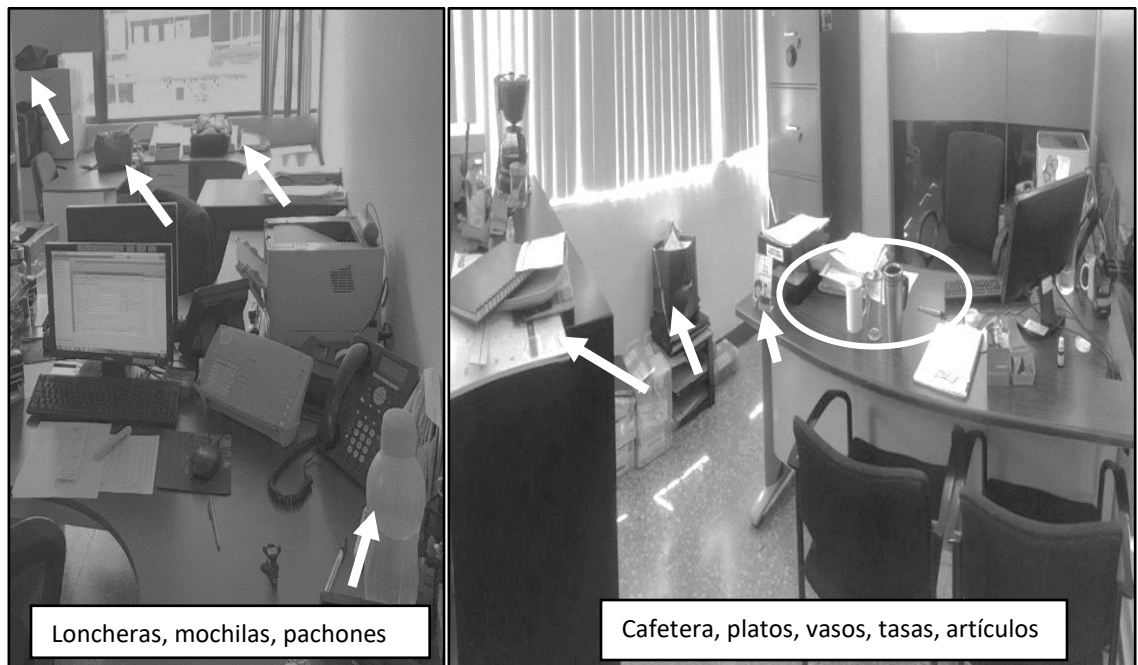 Loncheras, mochilas, pachones
Cafetera, platos, vasos, tasas, artículos